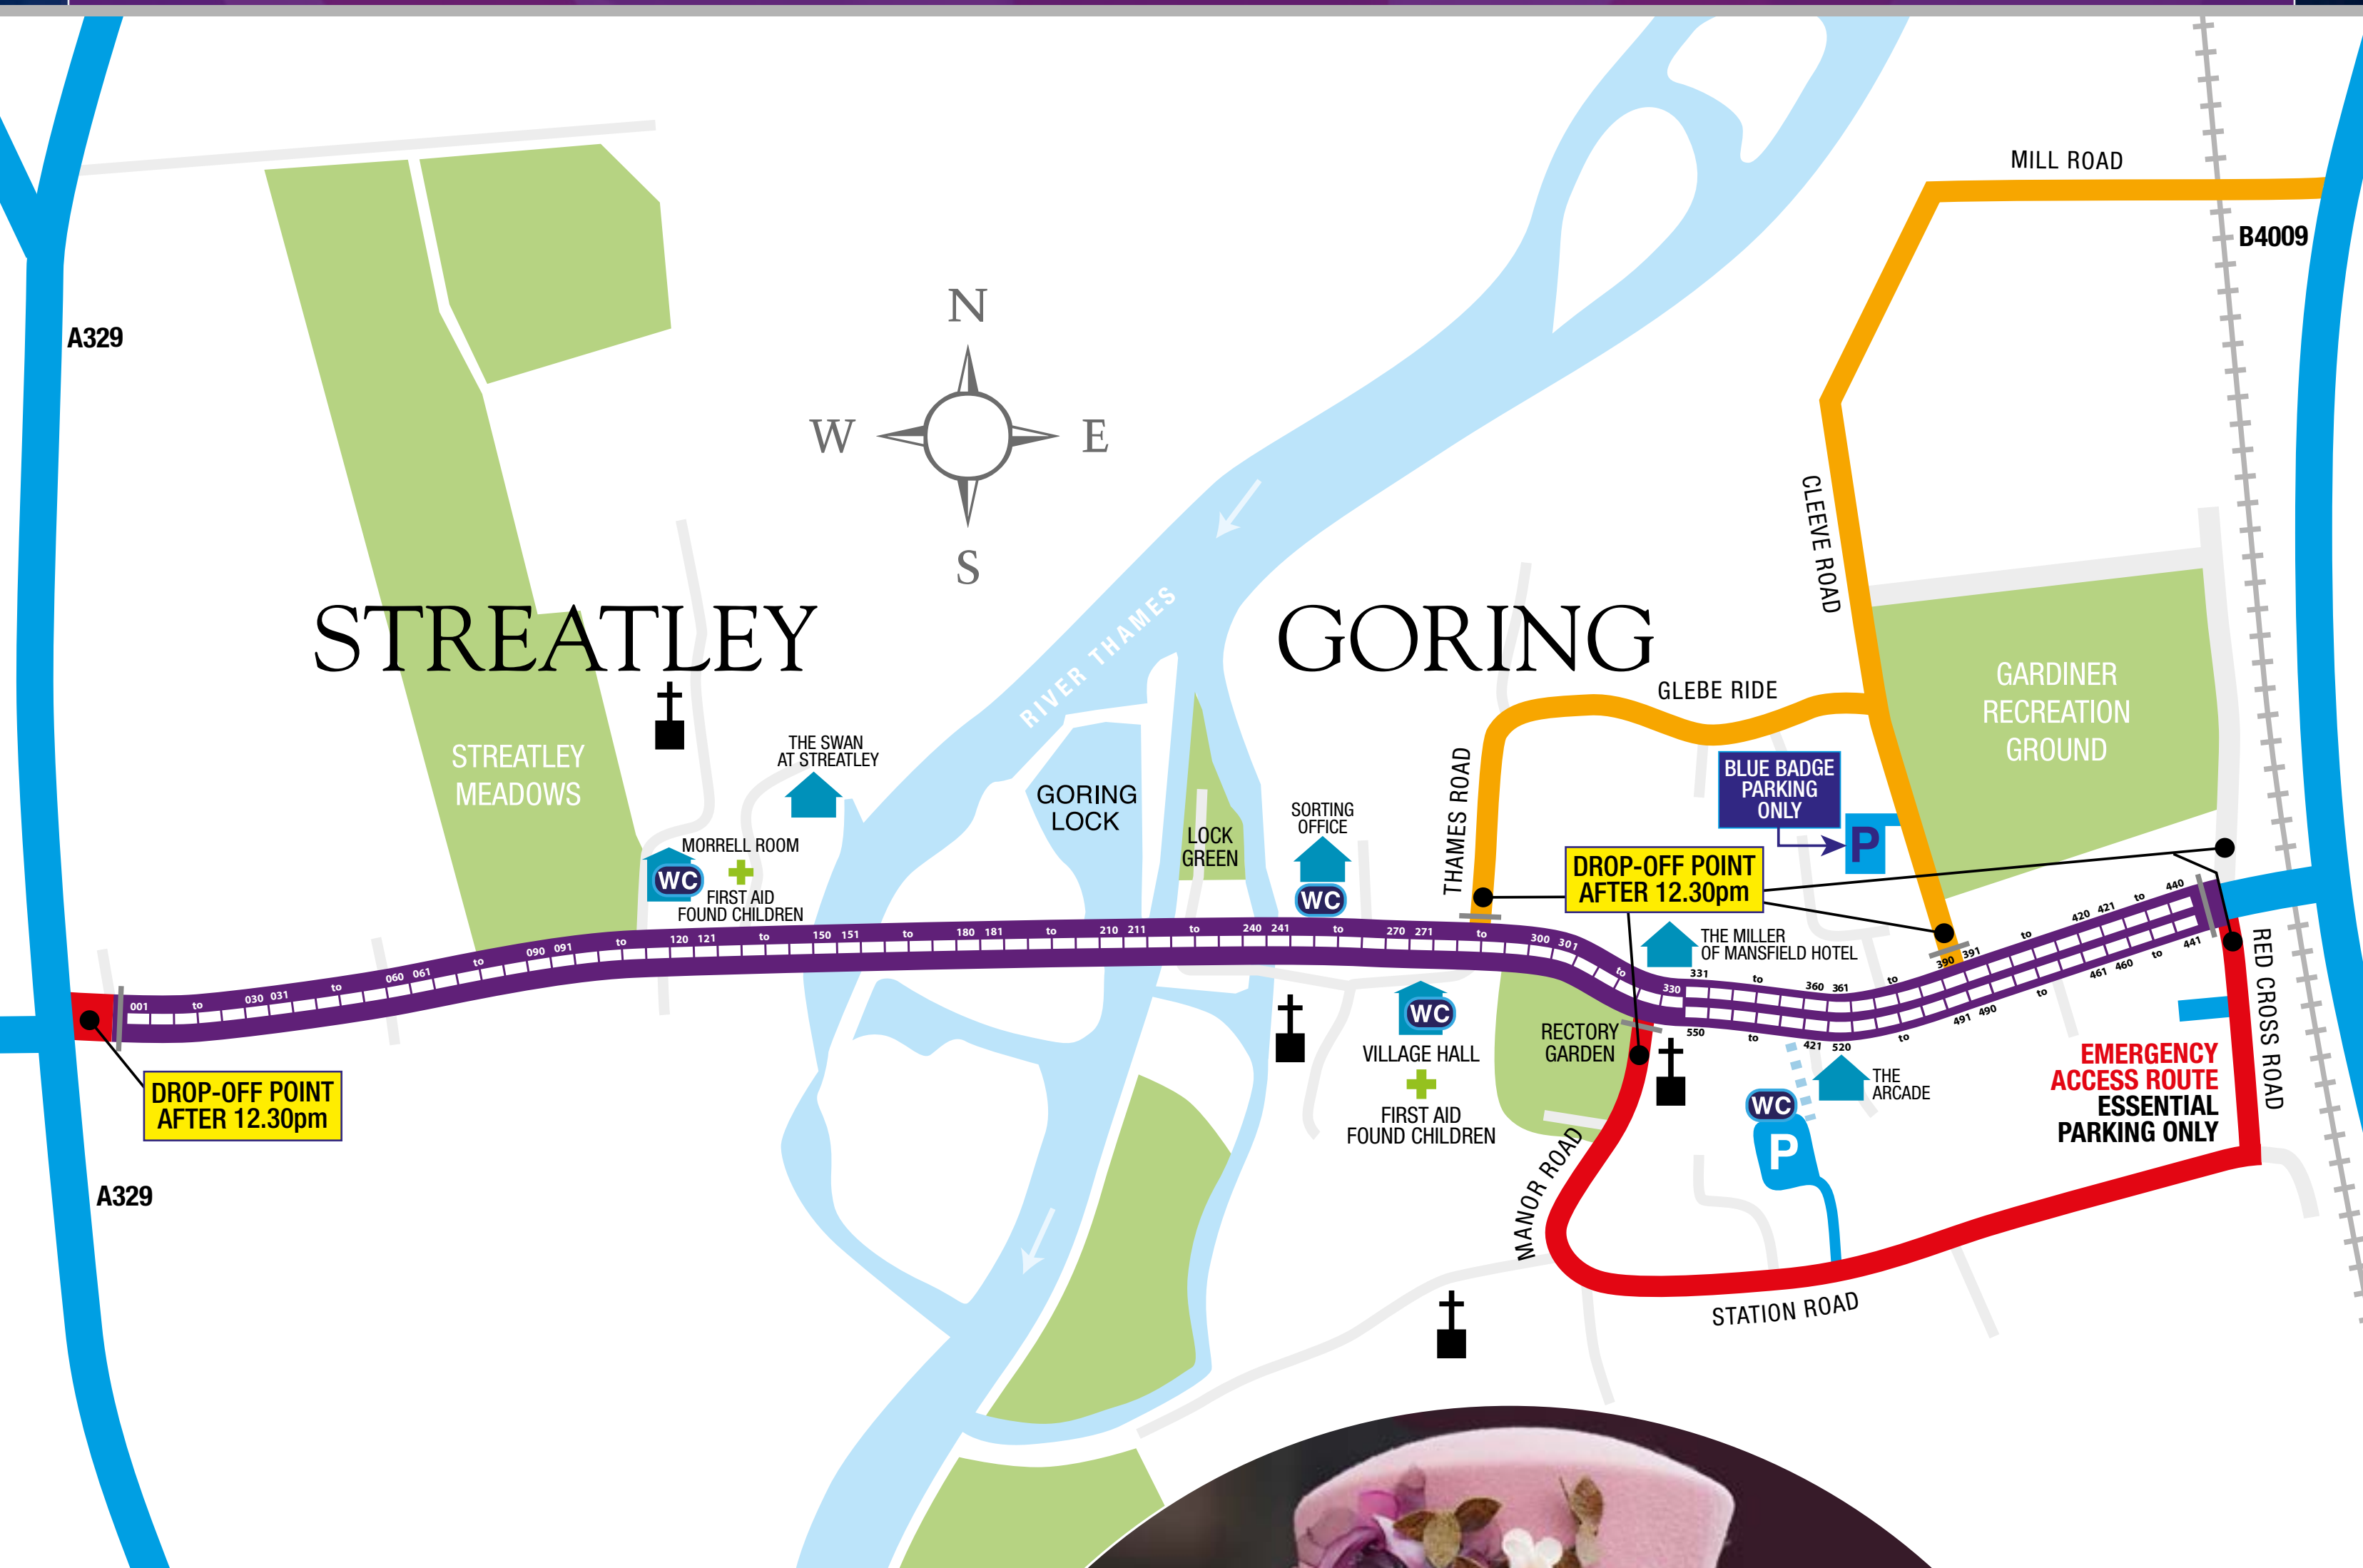 MILL ROAD
B4009
A329
N
W
E
S
CLEEVE ROAD
RIVER THAMES
STREATLEY
GORING
GLEBE RIDE
GARDINER
RECREATION
GROUND
STREATLEY
MEADOWS
THE SWAN
AT STREATLEY
GORING
LOCK
LOCK
GREEN
SORTING
OFFICE
WC
THAMES ROAD
BLUE BADGE
PARKING
ONLY
P
MORRELL ROOM
WC
FIRST AID
FOUND CHILDREN
DROP-OFF POINT
AFTER 12.30pm
THE MILLER
OF MANSFIELD HOTEL
001 to 030 031 to 060 061 to 090 091 to 120 121 to 150 151 to 180 181 to 210 211 to 240 241 to 270 271 to 300 301 to 330
331 to 360 361 to 390 391 to 420 421 to 440
550 to 421 520 to 491 490 to 461 460 to 441
RED CROSS ROAD
WC
VILLAGE HALL
FIRST AID
FOUND CHILDREN
RECTORY
GARDEN
DROP-OFF POINT
AFTER 12.30pm
THE
ARCADE
WC
P
EMERGENCY
ACCESS ROUTE
ESSENTIAL
PARKING ONLY
MANOR ROAD
A329
STATION ROAD